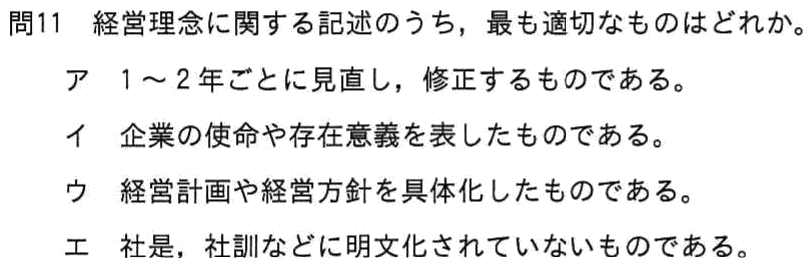 問11 経営理念に関する記述のうち，最も適切なものはどれか。
ア 1～2年ごとに見直し，修正するものである。
イ 企業の使命や存在意義を表したものである。
ウ 経営計画や経営方針を具体化したものである。
エ 社是，社訓などに明文化されていないものである。